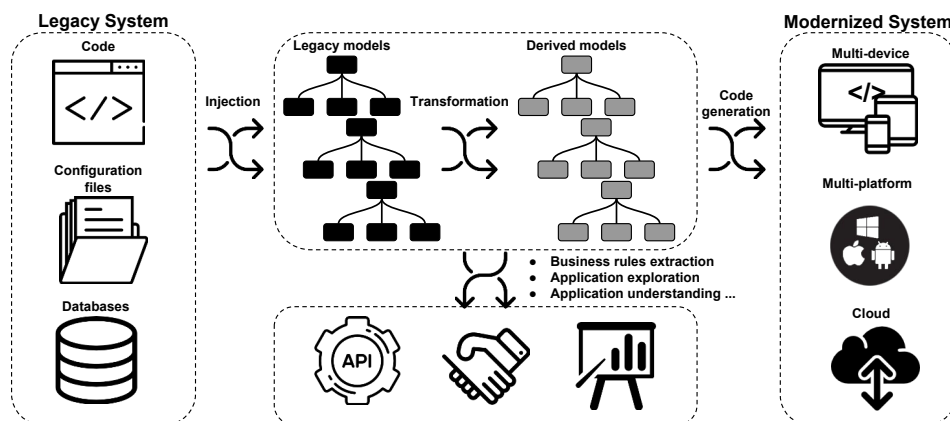 Legacy System
Code
</>
Configuration
files
Databases
Injection
Legacy models
Transformation
Derived models
Code
generation
● Business rules extraction
● Application exploration
● Application understanding ...
API
Modernized System
Multi-device
</>
Multi-platform
Cloud